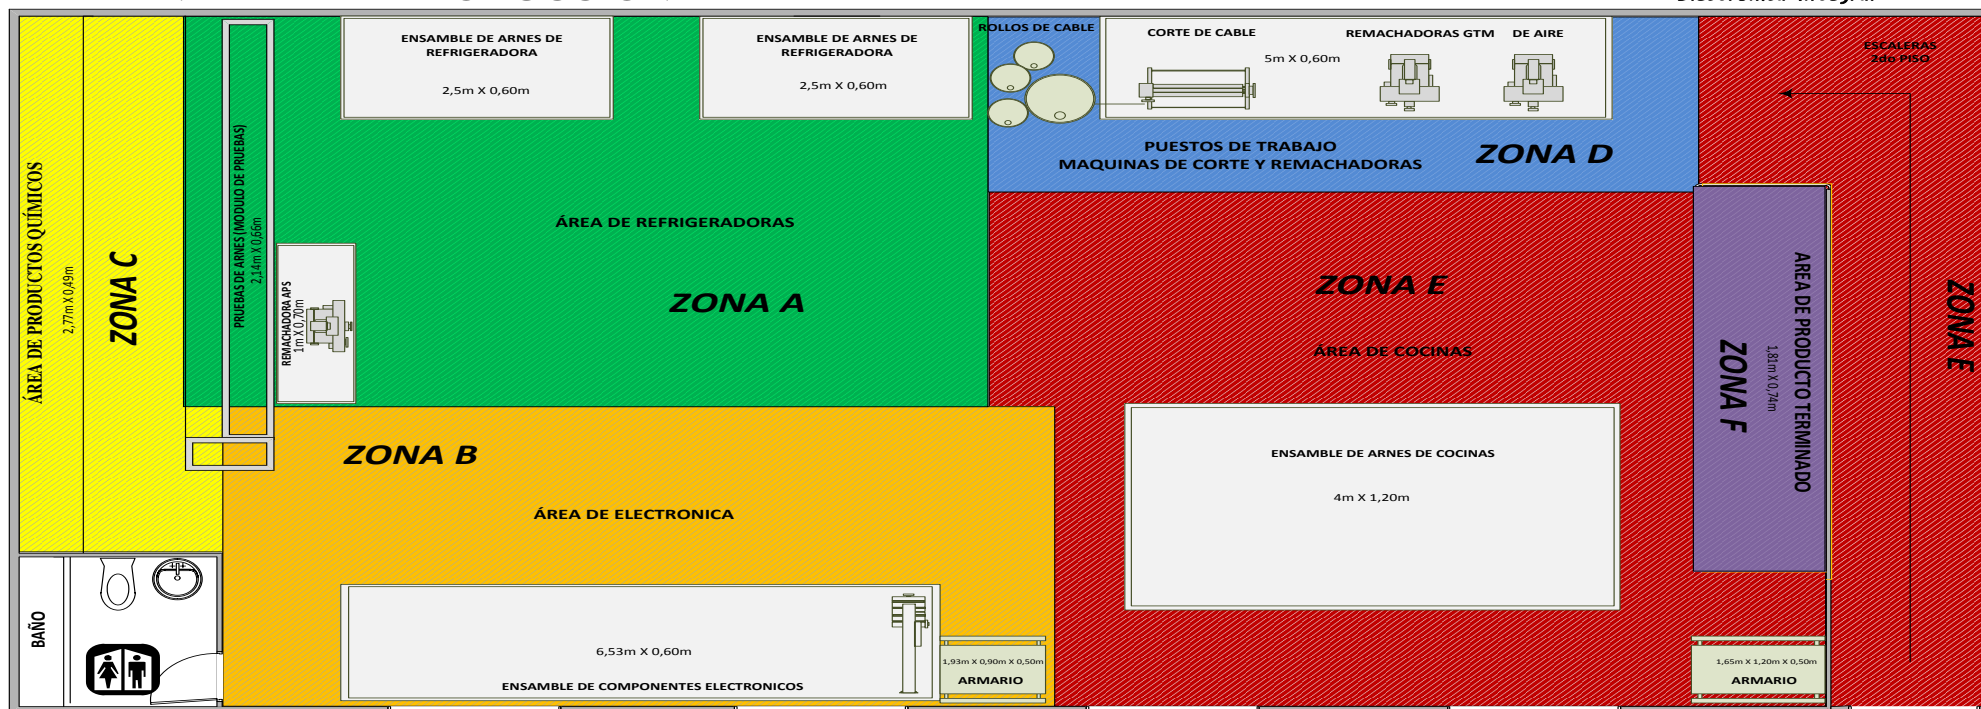 ENSAMBLE DE ARNES DE
REFRIGERADORA
2,5m X 0,60m
ENSAMBLE DE ARNES DE
REFRIGERADORA
2,5m X 0,60m
ROLLOS DE CABLE
CORTE DE CABLE
5m X 0,60m
REMACHADORAS GTM
DE AIRE
ESCALERAS
2do PISO
PUESTOS DE TRABAJO
MAQUINAS DE CORTE Y REMACHADORAS
ZONA D
ÁREA DE PRODUCTOS QUÍMICOS
2,77m X 0,49m
ZONA C
PRUEBAS DE ARNES (MODULO DE PRUEBAS)
2,14m X 0,66m
REMACHADORA APS
1m X 0,70m
ÁREA DE REFRIGERADORAS
ZONA A
ZONA E
ÁREA DE COCINAS
AREA DE PRODUCTO TERMINADO
1,81m X 0,74m
ZONA F
ZONA E
ZONA B
ÁREA DE ELECTRONICA
ENSAMBLE DE ARNES DE COCINAS
4m X 1,20m
BAÑO
6,53m X 0,60m
ENSAMBLE DE COMPONENTES ELECTRONICOS
1,93m X 0,90m X 0,50m
ARMARIO
1,65m X 1,20m X 0,50m
ARMARIO